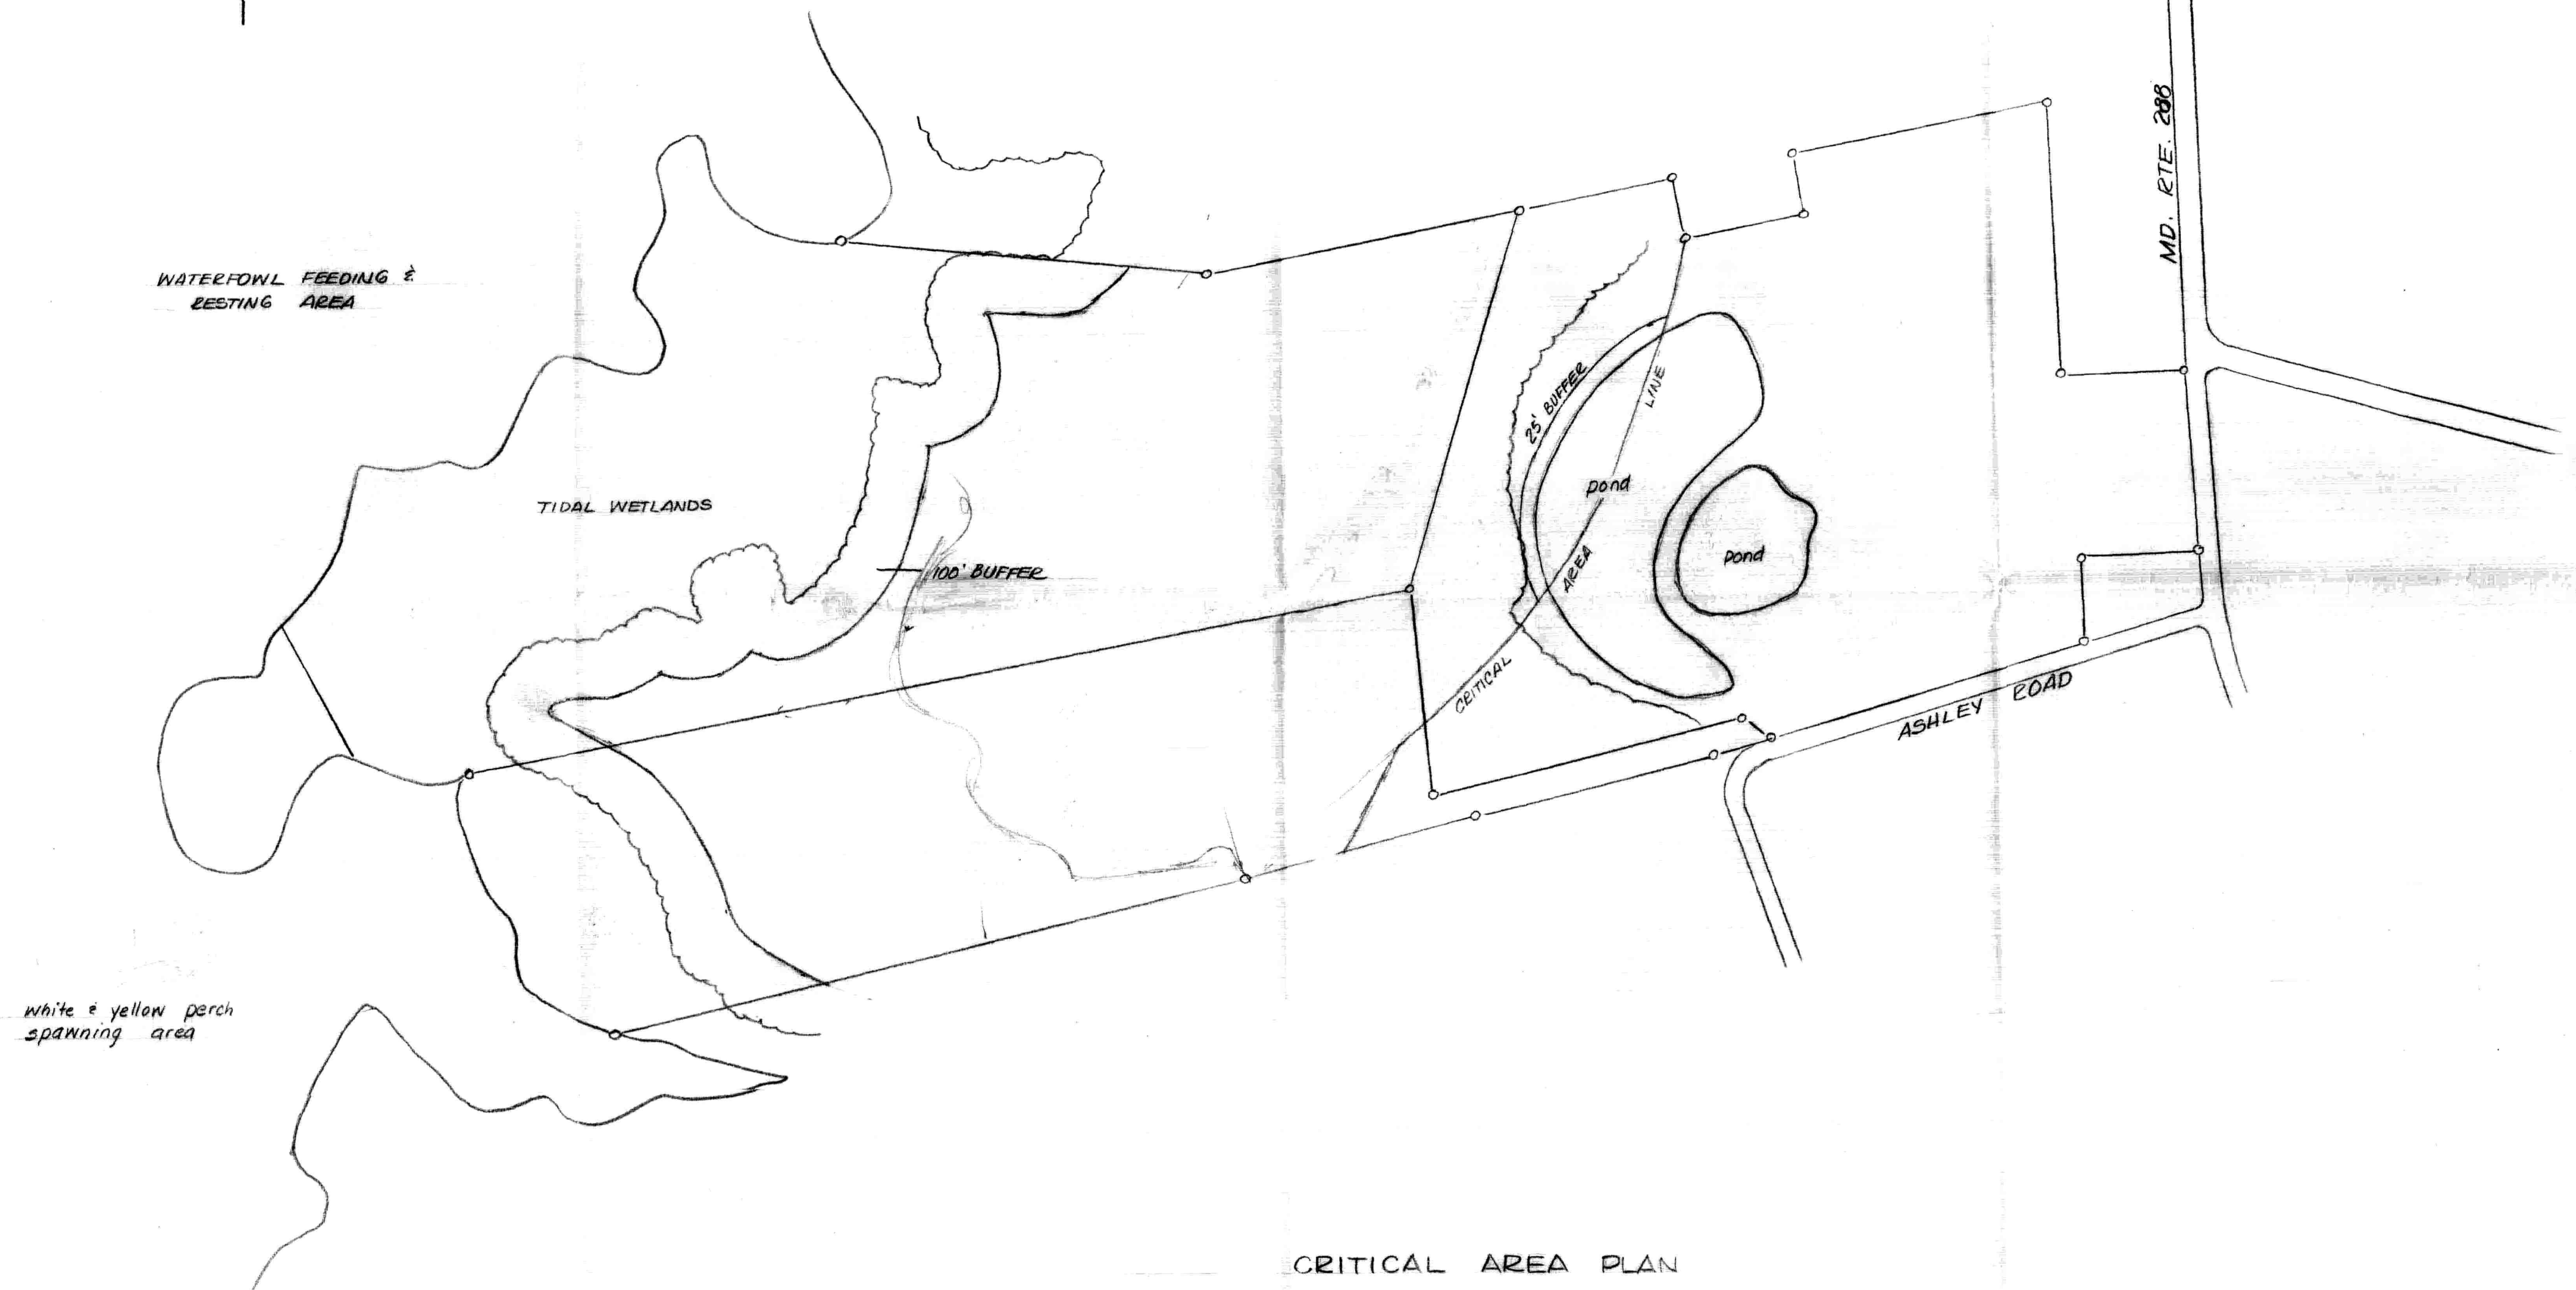 MD. RTE. 288
WATERFOWL FEEDING &
RESTING AREA
LINE
25' BUFFER
pond
TIDAL WETLANDS
pond
AREA
100' BUFFER
CRITICAL
ASHLEY ROAD
white & yellow perch
spawning area
CRITICAL AREA PLAN